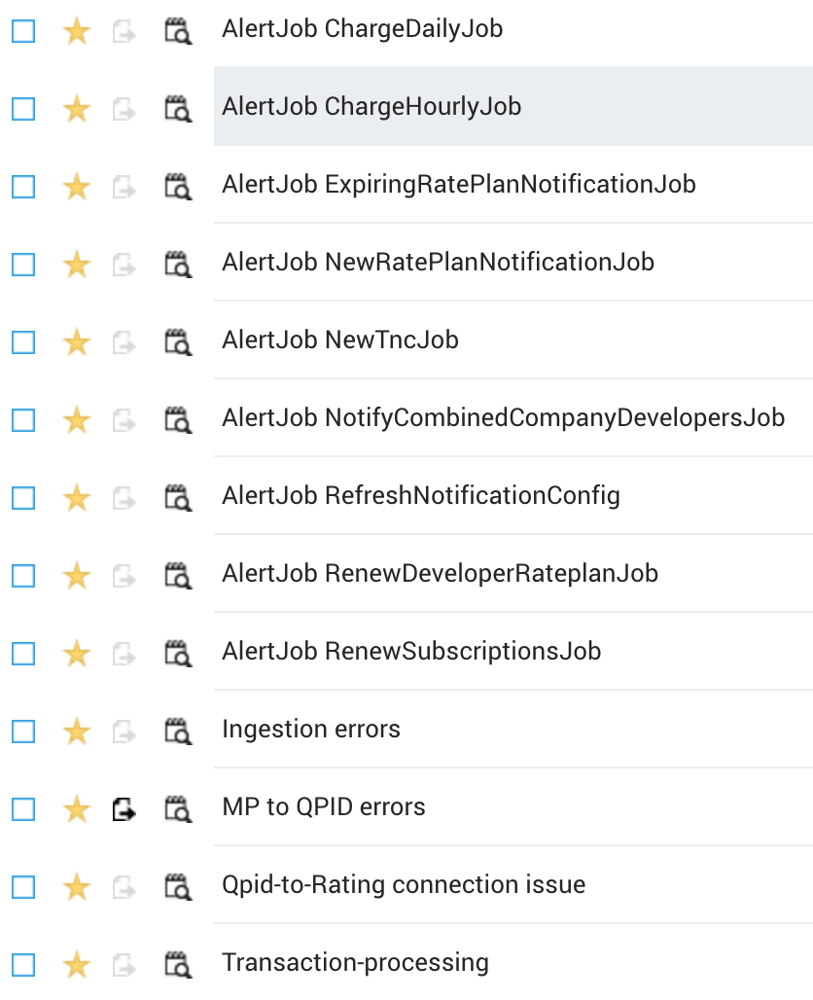 AlertJob ChargeDailyJob
AlertJob ChargeHourlyJob
AlertJob ExpiringRatePlanNotificationJob
AlertJob NewRatePlanNotificationJob
AlertJob NewTncJob
AlertJob NotifyCombinedCompanyDevelopersJob
AlertJob RefreshNotificationConfig
AlertJob RenewDeveloperRateplanJob
AlertJob RenewSubscriptionsJob
Ingestion errors
MP to QPID errors
Qpid-to-Rating connection issue
Transaction-processing